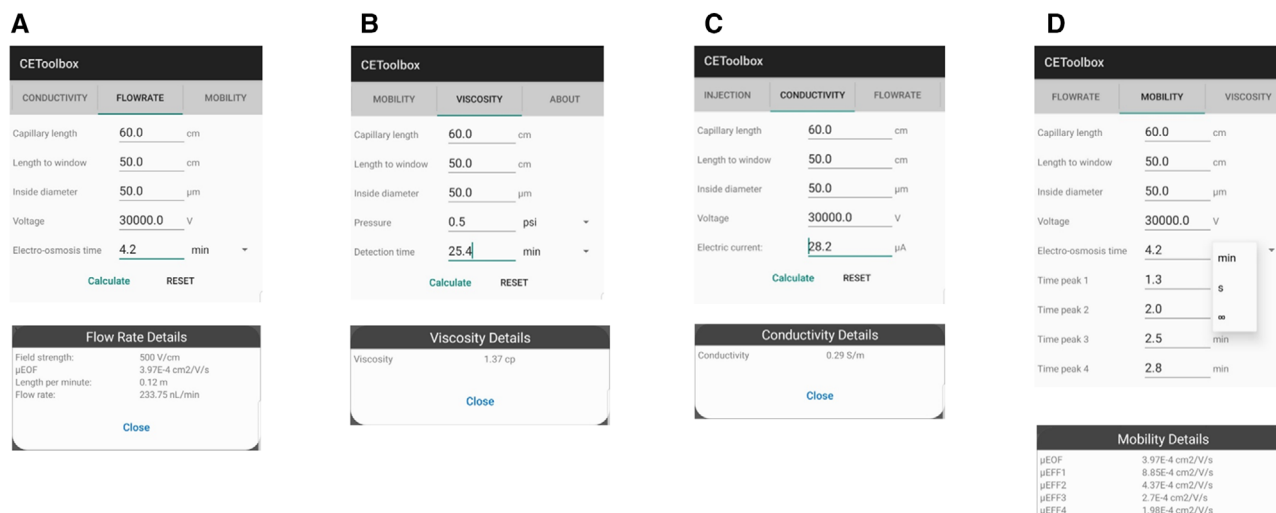 A
CEToolbox
CONDUCTIVITY FLOWRATE MOBILITY
Capillary length 60.0 cm
Length to window 50.0 cm
Inside diameter 50.0 µm
Voltage 30000.0 V
Electro-osmosis time 4.2 min
Calculate RESET
Flow Rate Details
Field strength: 500 V/cm
µEOF 3.97E-4 cm2/V/s
Length per minute: 0.12 m
Flow rate: 233.75 nL/min
Close
B
CEToolbox
MOBILITY VISCOSITY ABOUT
Capillary length 60.0 cm
Length to window 50.0 cm
Inside diameter 50.0 µm
Pressure 0.5 psi
Detection time 25.4 min
Calculate RESET
Viscosity Details
Viscosity 1.37 cp
Close
C
CEToolbox
INJECTION CONDUCTIVITY FLOWRATE
Capillary length 60.0 cm
Length to window 50.0 cm
Inside diameter 50.0 µm
Voltage 30000.0 V
Electric current: 28.2 µA
Calculate RESET
Conductivity Details
Conductivity 0.29 S/m
Close
D
CEToolbox
FLOWRATE MOBILITY VISCOSITY
Capillary length 60.0 cm
Length to window 50.0 cm
Inside diameter 50.0 µm
Voltage 30000.0 V
Electro-osmosis time 4.2 min
Time peak 1 1.3 s
Time peak 2 2.0 ∞
Time peak 3 2.5 min
Time peak 4 2.8 min
Mobility Details
µEOF 3.97E-4 cm2/V/s
µEFF1 8.85E-4 cm2/V/s
µEFF2 4.37E-4 cm2/V/s
µEFF3 2.7E-4 cm2/V/s
µEFF4 1.98E-4 cm2/V/s